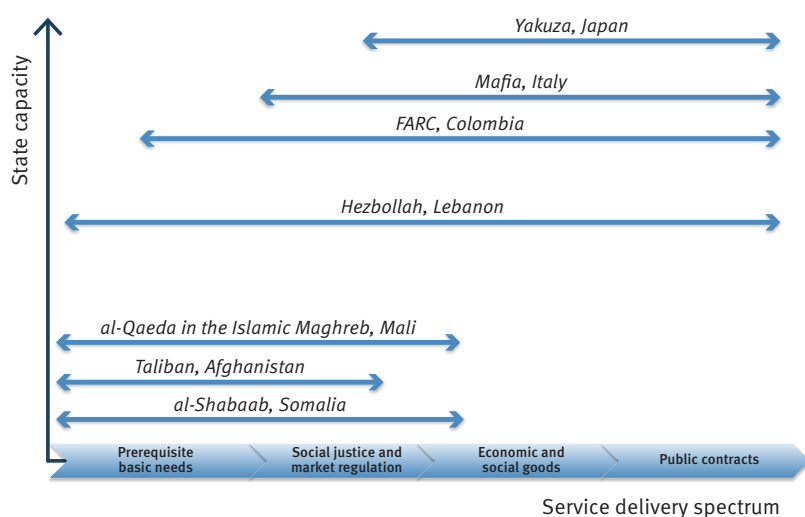 State capacity
Yakuza, Japan
Mafia, Italy
FARC, Colombia
Hezbollah, Lebanon
al-Qaeda in the Islamic Maghreb, Mali
Taliban, Afghanistan
al-Shabaab, Somalia
Prerequisite
basic needs
Social justice and
market regulation
Economic and
social goods
Public contracts
Service delivery spectrum